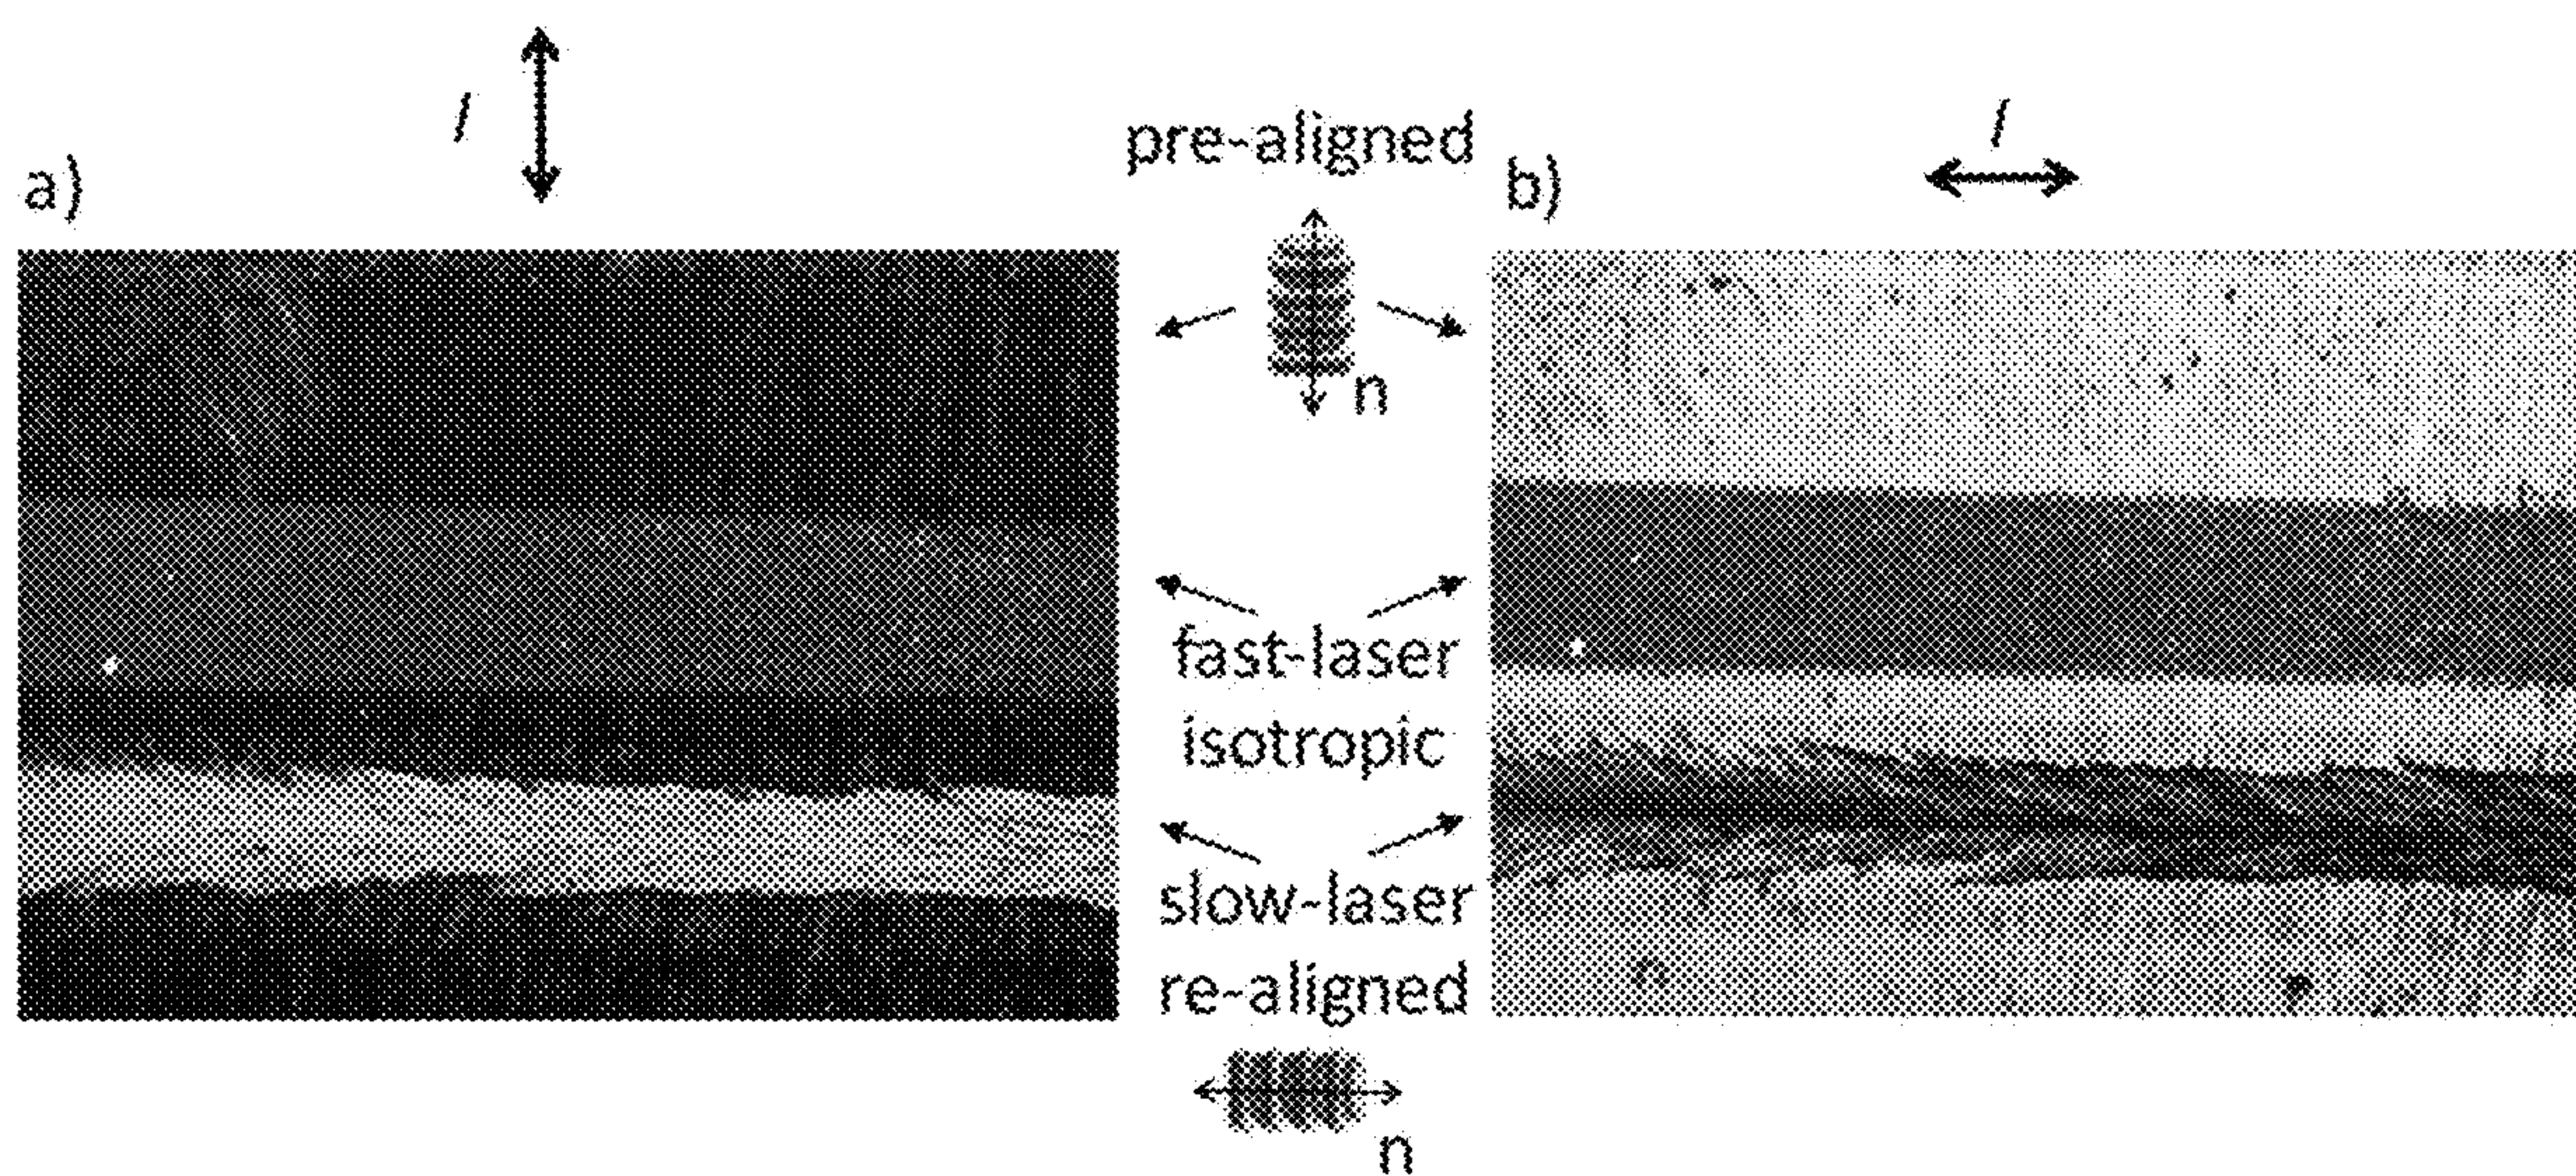 l
a)
pre-aligned
n
fast-laser
isotropic
slow-laser
re-aligned
n
l
b)